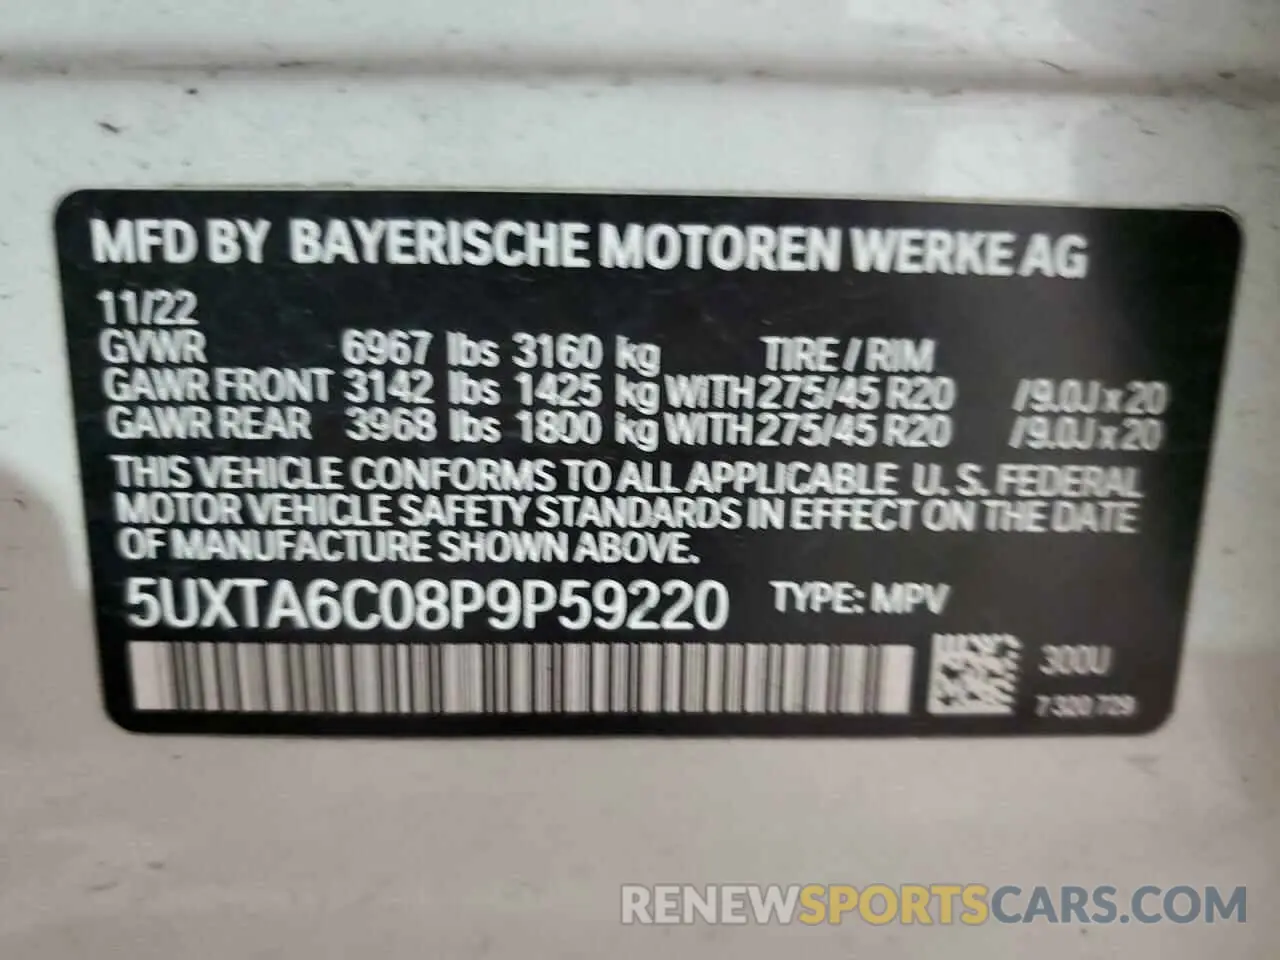 MFD BY BAYERISCHE MOTOREN WERKE AG
11/22
GVWR 6967 lbs 3160 kg TIRE / RIM
GAWR FRONT 3142 lbs 1425 kg WITH 275/45 R20 /9.0J x 20
GAWR REAR 3968 lbs 1800 kg WITH 275/45 R20 /9.0J x 20
THIS VEHICLE CONFORMS TO ALL APPLICABLE U. S. FEDERAL
MOTOR VEHICLE SAFETY STANDARDS IN EFFECT ON THE DATE
OF MANUFACTURE SHOWN ABOVE.
5UXTA6C08P9P59220 TYPE: MPV
300U
7 320 729
RENEWSPORTSCARS.COM